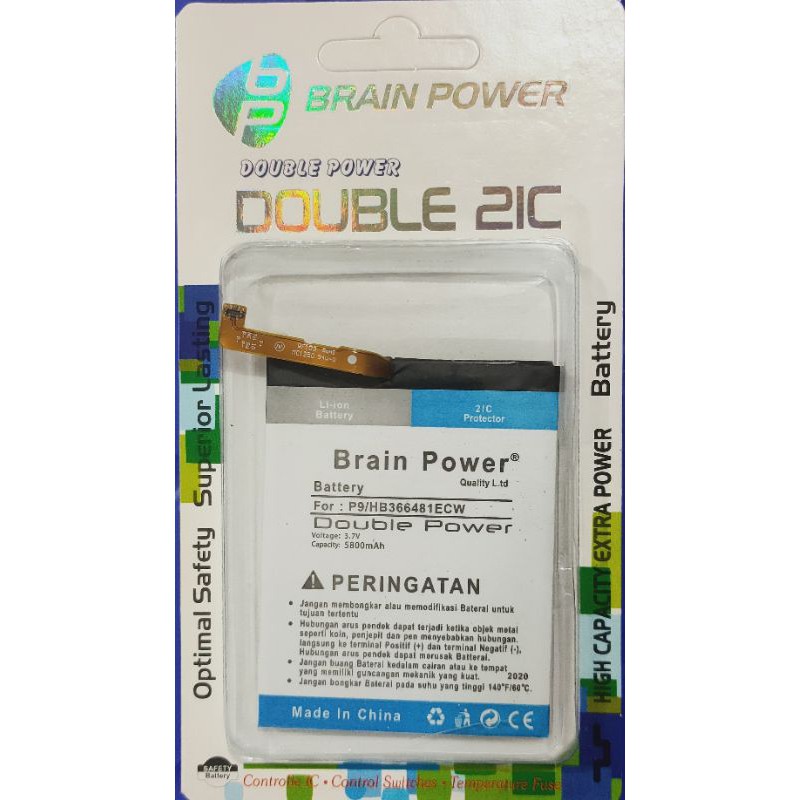 bp
BRAIN POWER
DOUBLE POWER
DOUBLE 2IC
Optimal Safety Superior Lasting
HIGH CAPACITY EXTRA POWER Battery
Li-ion
Battery
2IC
Protector
Brain Power®
Quality L.td
Battery
For : P9/HB366481ECW
Double Power
Voltage: 3.7V
Capacity: 5800mAh
PERINGATAN
• Jangan membongkar alau memodifikasi Baterai untuk
tujuan tertentu
• Hubungan arus pendek dapat terjadi ketika objek metal
seperti koin, penjepit dan pen menyebabkan hubungan.
langsung ke terminal Positif (+) dan terminal Negatif (-),
Hubungan arus pendek dapat merusak Batterai.
• Jangan buang Baterai kedalam cairan atau ke tempat
yang memiliki guncangan mekanik yang kuat. 2020
• Jangan bongkar Baterai pada suhu yang tinggi 140°F/60°C.
Made In China
CE
SAFETY
Battery
Controlle IC • Control Switches • Temperature Fuse